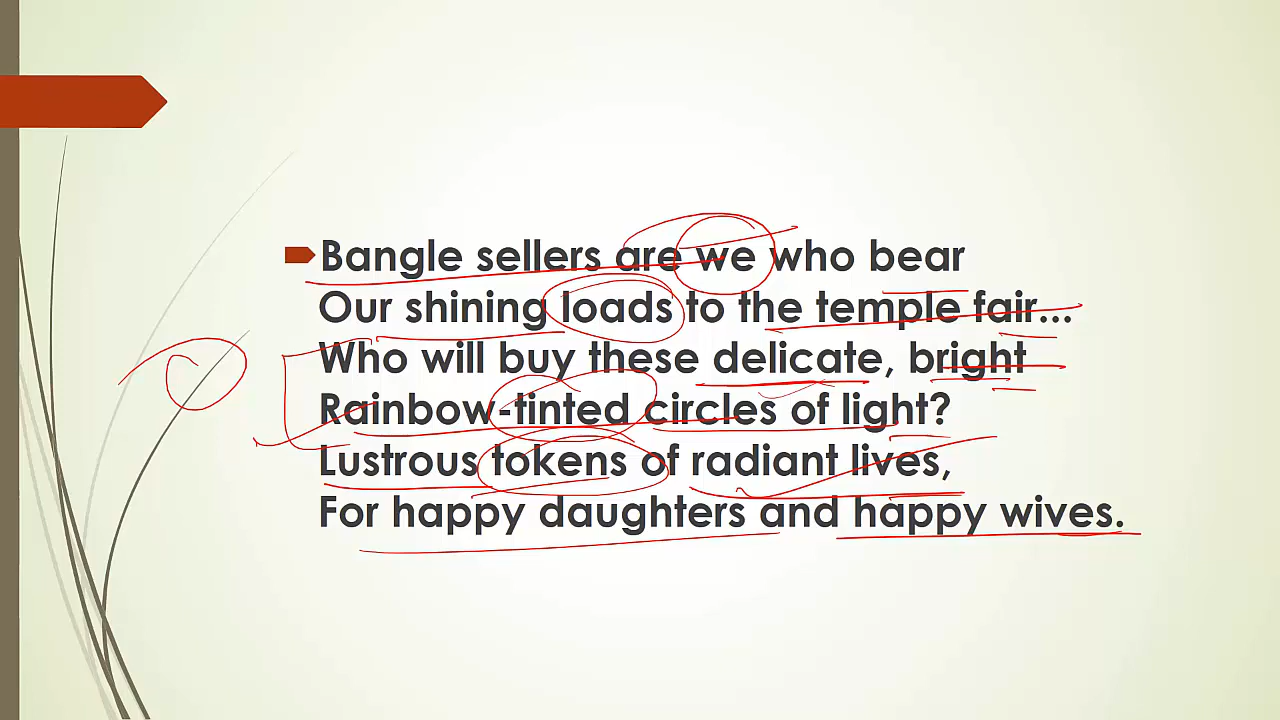 Bangle sellers are we who bear
Our shining loads to the temple fair...
Who will buy these delicate, bright
Rainbow-tinted circles of light?
Lustrous tokens of radiant lives,
For happy daughters and happy wives.